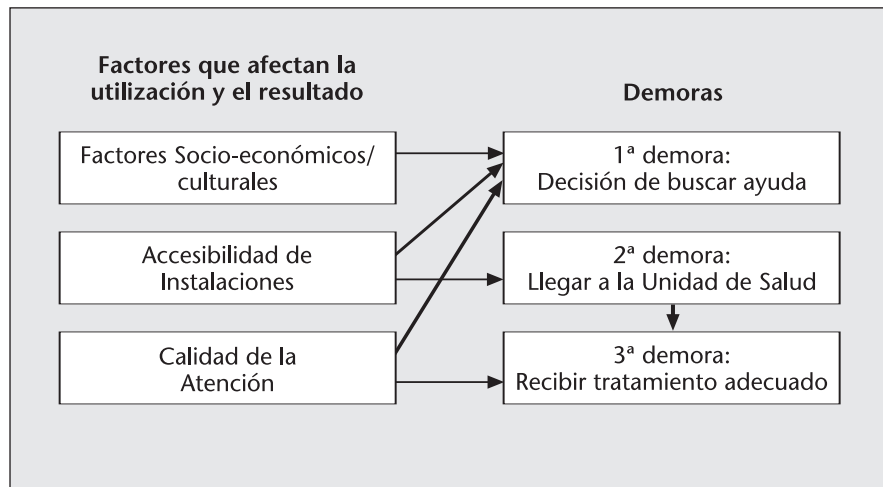 Factores que afectan la
utilización y el resultado
Demoras
Factores Socio-económicos/
culturales
1ª demora:
Decisión de buscar ayuda
Accesibilidad de
Instalaciones
2ª demora:
Llegar a la Unidad de Salud
Calidad de la
Atención
3ª demora:
Recibir tratamiento adecuado